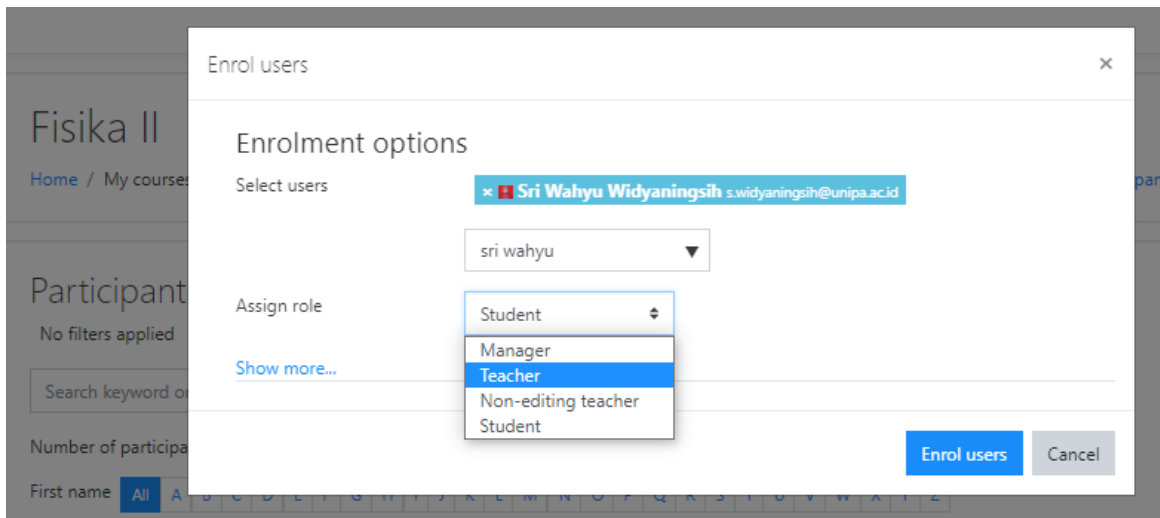 Enrol users ×
Fisika II
Enrolment options
Home / My courses
Select users
× Sri Wahyu Widyaningsih s.widyaningsih@unipa.ac.id
sri wahyu
Participant
Assign role
Student
No filters applied
Manager
Show more...
Teacher
Search keyword or
Non-editing teacher
Student
Number of participa
Enrol users Cancel
First name All A B C D E F G H I J K L M N O P Q R S T U V W X Y Z